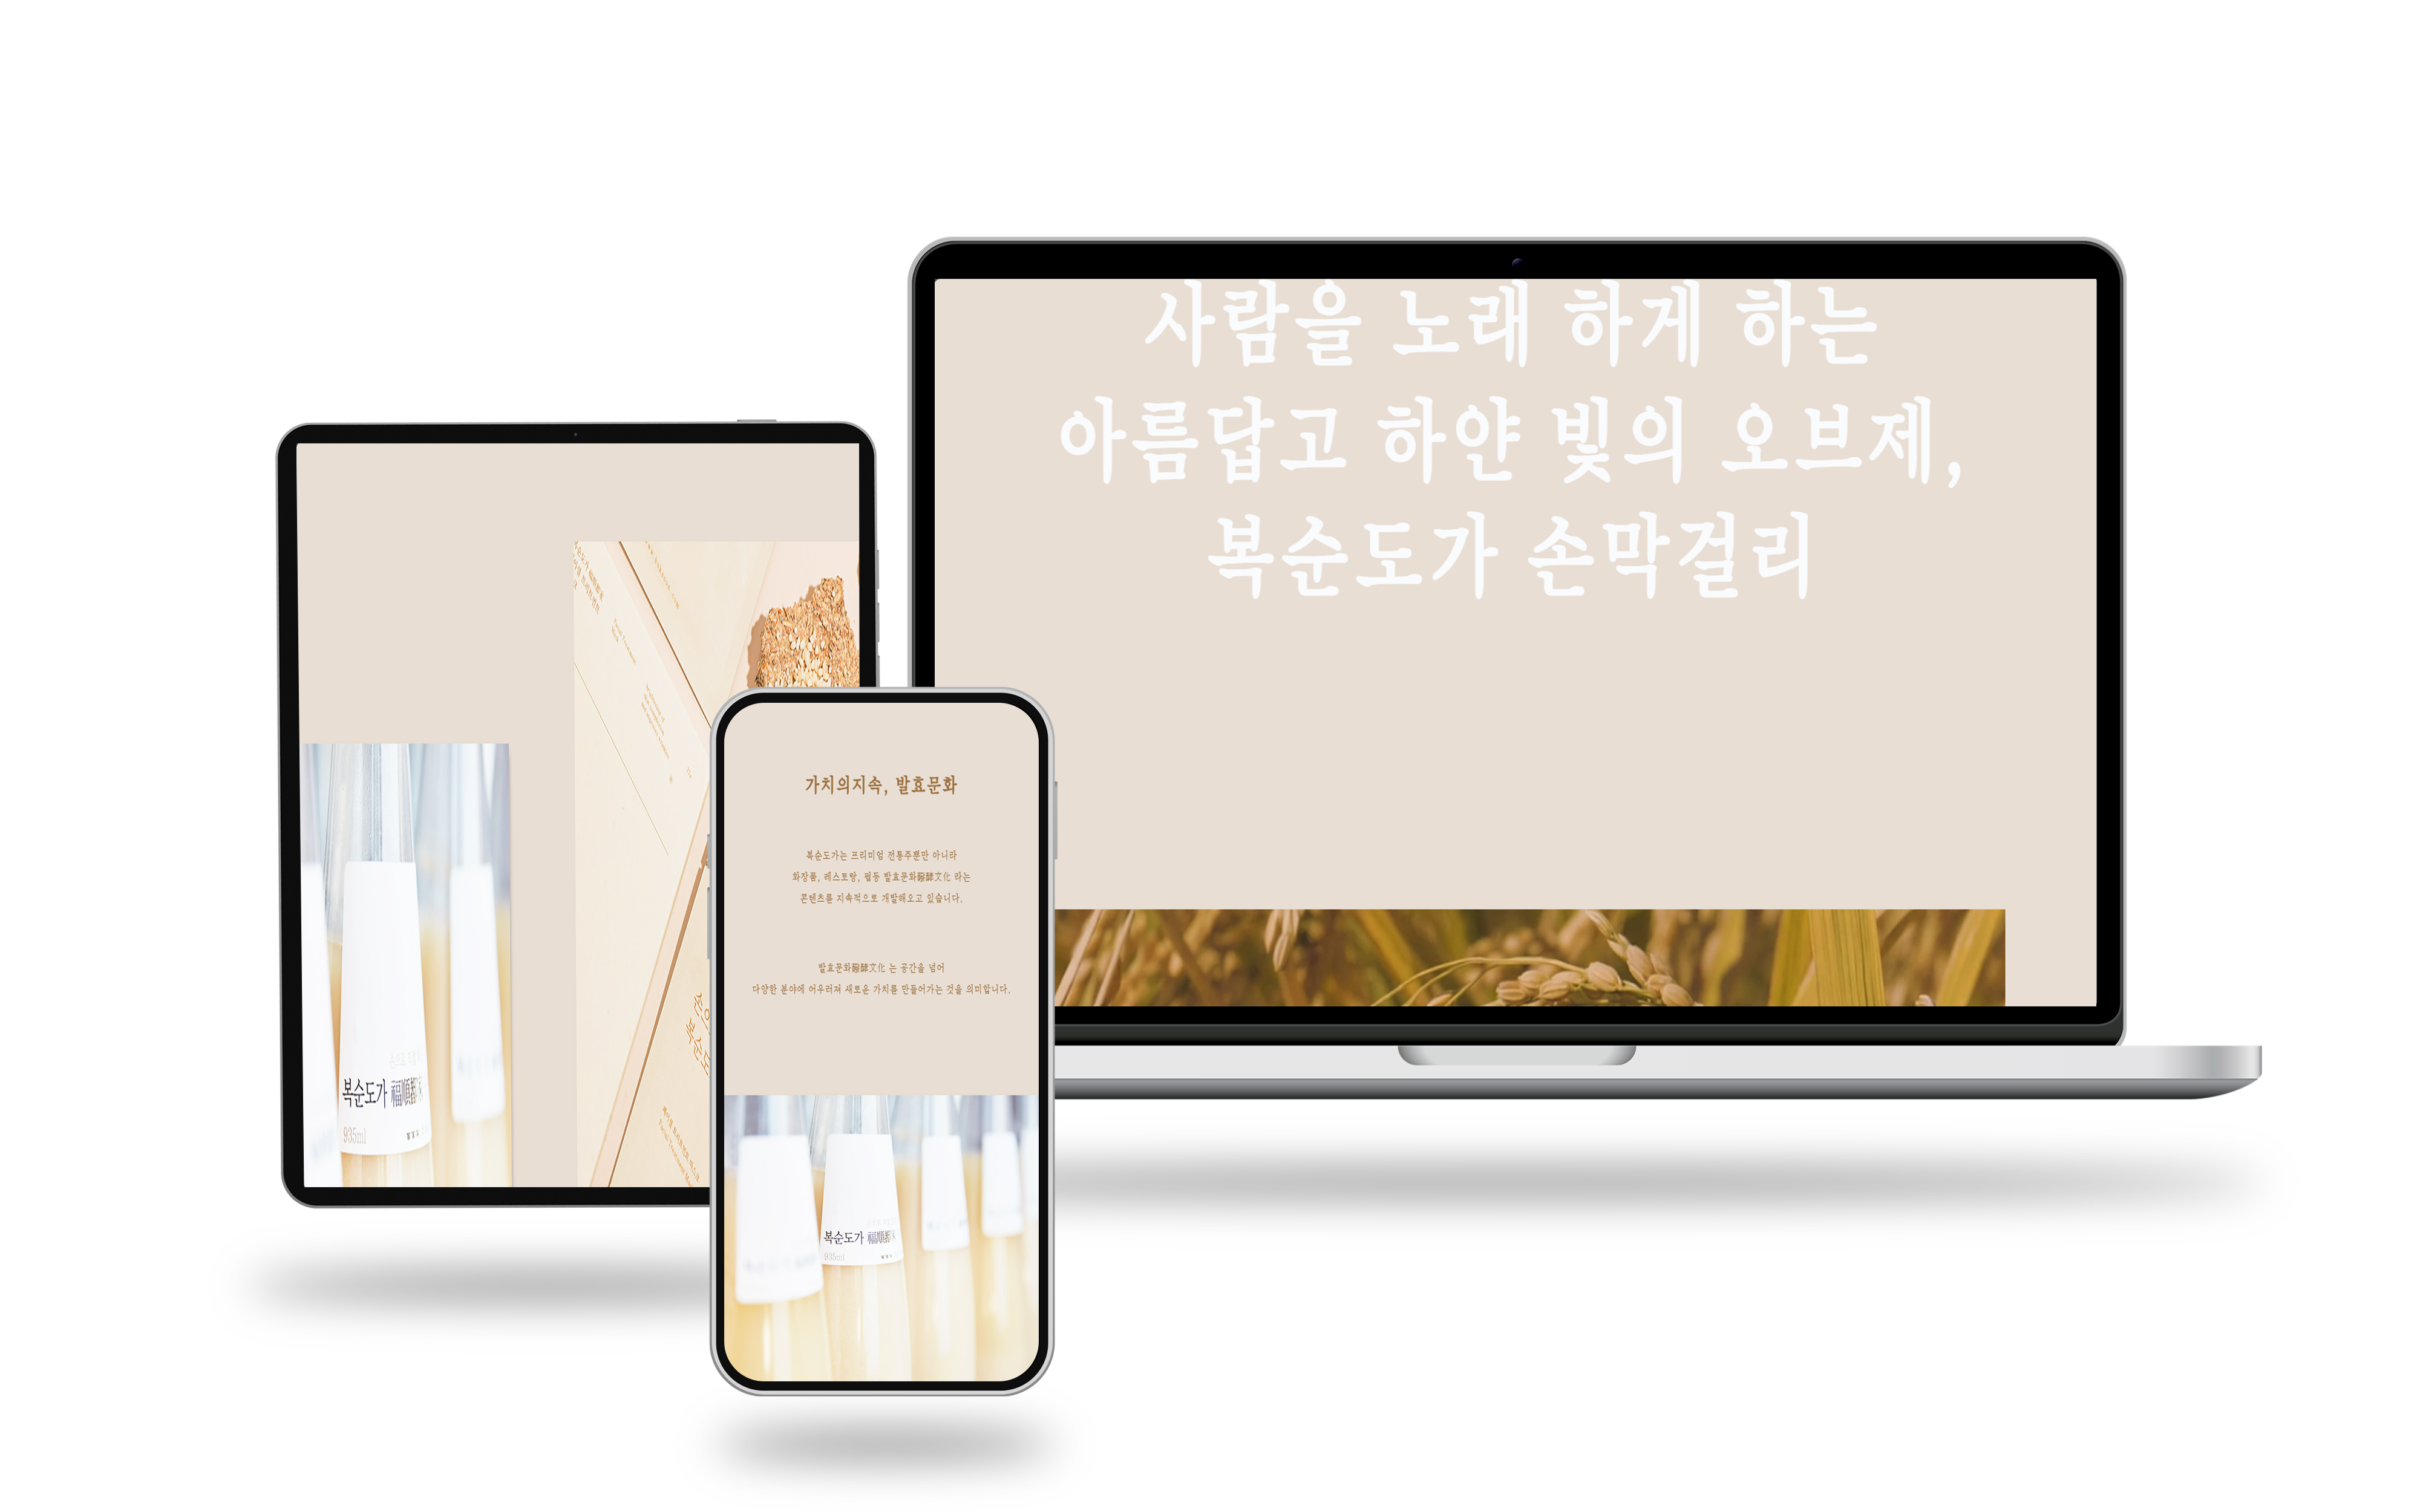 사람을 노래 하게 하는
아름답고 하얀 빛의 오브제,
복순도가 손막걸리
복순도가 福順都家
935ml
가치의지속, 발효문화
복순도가는 프리미엄 전통주뿐만 아니라
화장품, 레스토랑, 펍등 발효문화醱酵文化 라는
콘텐츠를 지속적으로 개발해오고 있습니다.
발효문화醱酵文化 는 공간을 넘어
다양한 분야에 어우러져 새로운 가치를 만들어가는 것을 의미합니다.
복순도가 福順都家
935ml